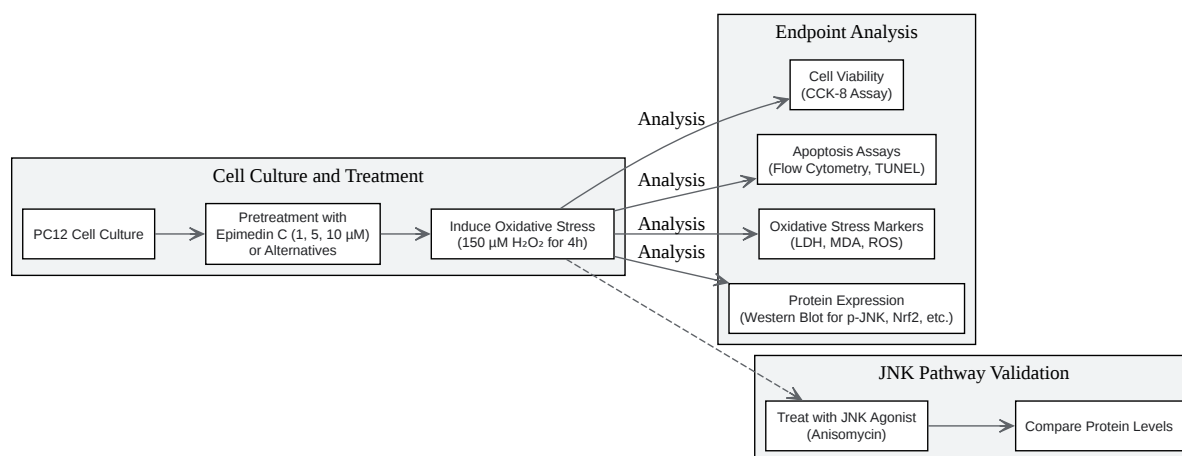 Endpoint Analysis
Cell Viability
(CCK-8 Assay)
Analysis
Apoptosis Assays
(Flow Cytometry, TUNEL)
Analysis
Cell Culture and Treatment
PC12 Cell Culture
Pretreatment with
Epimedin C (1, 5, 10 µM)
or Alternatives
Induce Oxidative Stress
(150 µM H₂O₂ for 4h)
Analysis
Oxidative Stress Markers
(LDH, MDA, ROS)
Analysis
Protein Expression
(Western Blot for p-JNK, Nrf2, etc.)
JNK Pathway Validation
Treat with JNK Agonist
(Anisomycin)
Compare Protein Levels